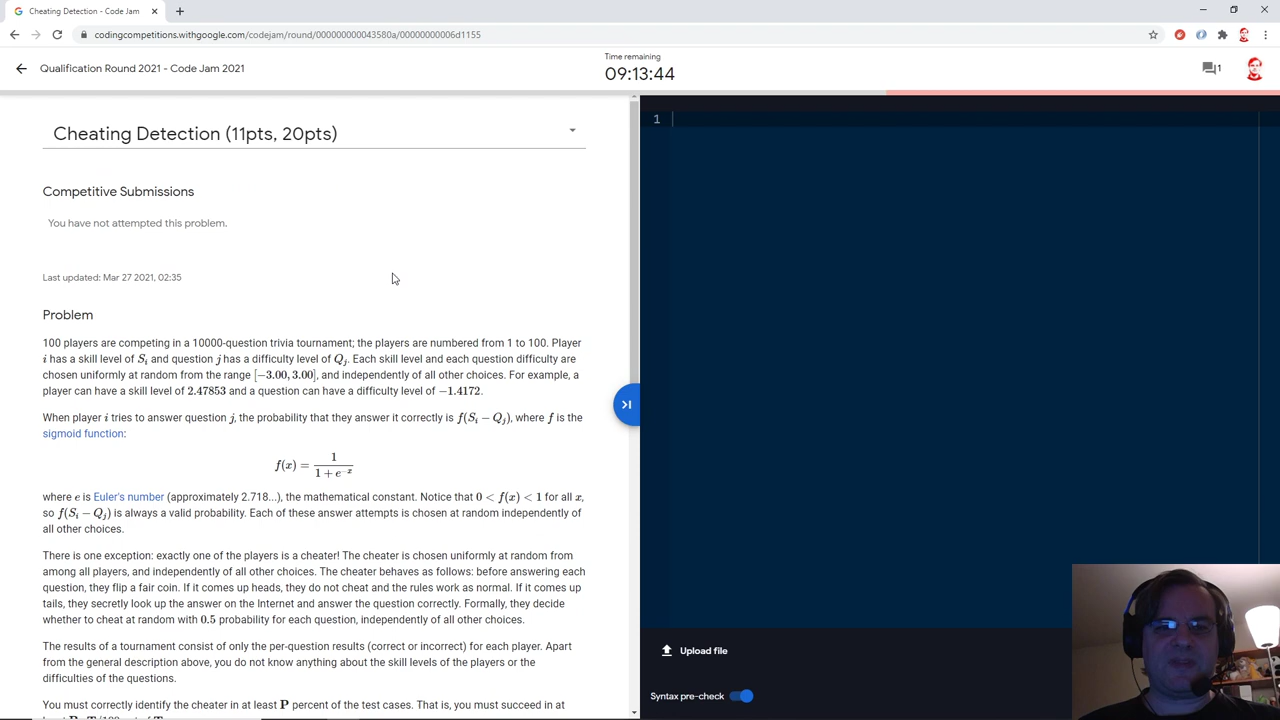 Cheating Detection - Code Jam
codingcompetitions.withgoogle.com/codejam/round/000000000043580a/00000000006d1155
Qualification Round 2021 - Code Jam 2021
Time remaining
09:13:44
1
Cheating Detection (11pts, 20pts)
1
Competitive Submissions
You have not attempted this problem.
Last updated: Mar 27 2021, 02:35
Problem
100 players are competing in a 10000-question trivia tournament; the players are numbered from 1 to 100. Player
i has a skill level of Si and question j has a difficulty level of Qj. Each skill level and each question difficulty are
chosen uniformly at random from the range [−3.00, 3.00], and independently of all other choices. For example, a
player can have a skill level of 2.47853 and a question can have a difficulty level of −1.4172.
When player i tries to answer question j, the probability that they answer it correctly is f(Si − Qj), where f is the
sigmoid function:
f(x) = 1 / (1 + e^−x)
where e is Euler's number (approximately 2.718...), the mathematical constant. Notice that 0 < f(x) < 1 for all x,
so f(Si − Qj) is always a valid probability. Each of these answer attempts is chosen at random independently of
all other choices.
There is one exception: exactly one of the players is a cheater! The cheater is chosen uniformly at random from
among all players, and independently of all other choices. The cheater behaves as follows: before answering each
question, they flip a fair coin. If it comes up heads, they do not cheat and the rules work as normal. If it comes up
tails, they secretly look up the answer on the Internet and answer the question correctly. Formally, they decide
whether to cheat at random with 0.5 probability for each question, independently of all other choices.
The results of a tournament consist of only the per-question results (correct or incorrect) for each player. Apart
from the general description above, you do not know anything about the skill levels of the players or the
difficulties of the questions.
You must correctly identify the cheater in at least P percent of the test cases. That is, you must succeed in at
Upload file
Syntax pre-check